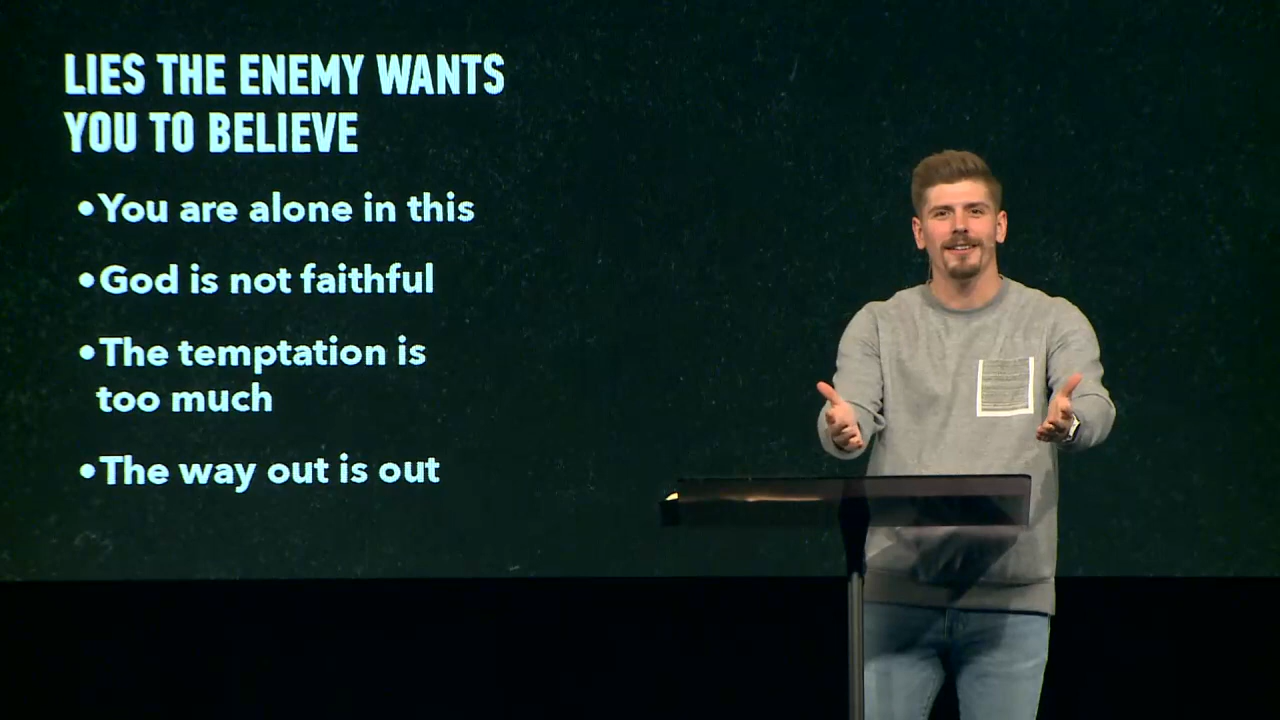 LIES THE ENEMY WANTS
YOU TO BELIEVE
•You are alone in this
•God is not faithful
•The temptation is
too much
•The way out is out